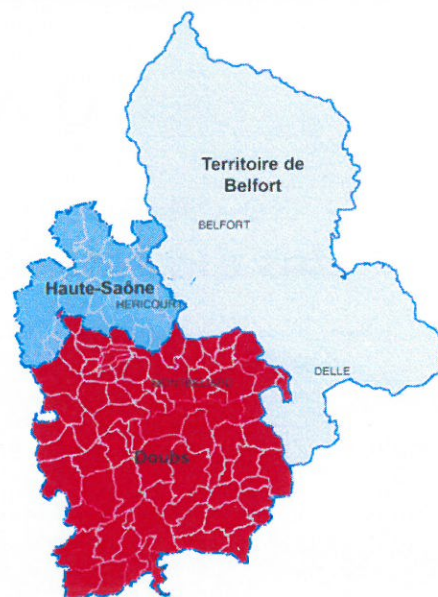 Territoire de
Belfort
BELFORT
Haute-Saône
HERICOURT
DELLE
Doubs